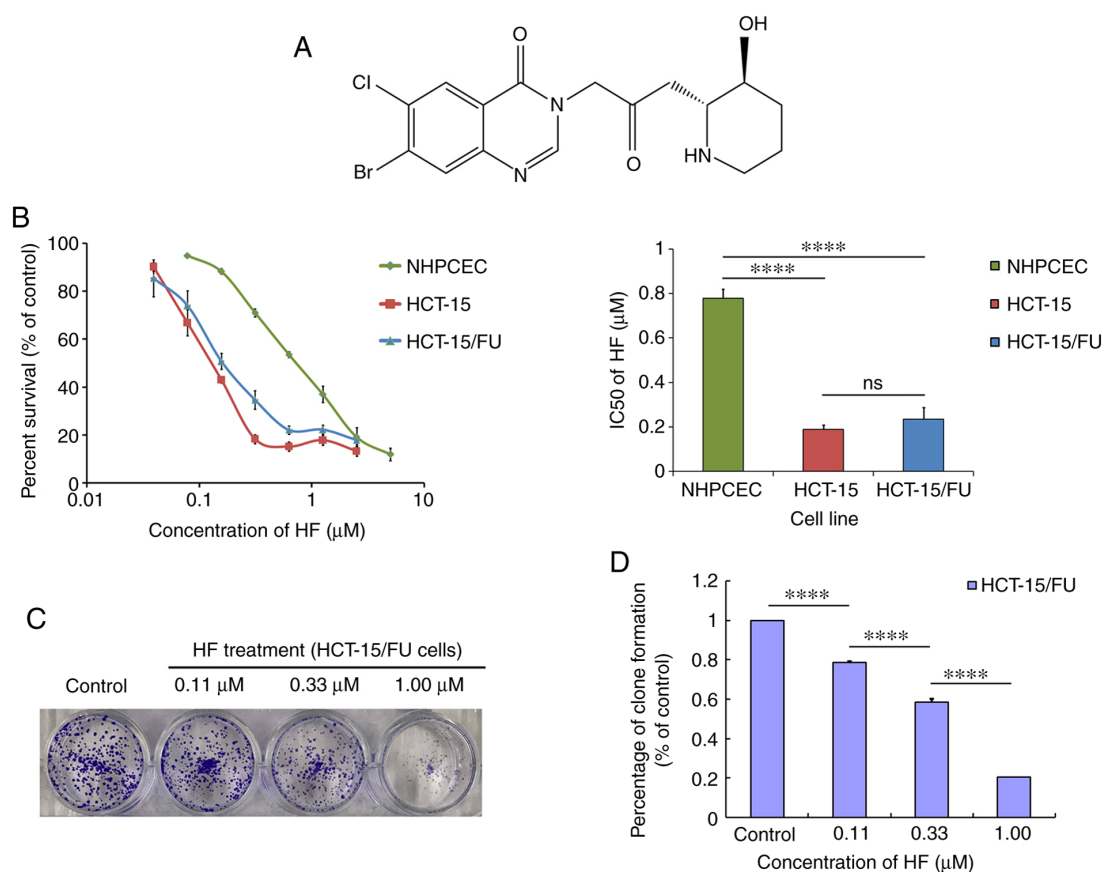 A
OH
O
Cl
N
O
HN
Br
N
B
Percent survival (% of control)
100
80
60
40
20
0
0.01
0.1
1
10
Concentration of HF (μM)
NHPCEC
HCT-15
HCT-15/FU
IC50 of HF (μM)
1
0.8
0.6
0.4
0.2
0
****
****
ns
NHPCEC
HCT-15
HCT-15/FU
Cell line
NHPCEC
HCT-15
HCT-15/FU
C
HF treatment (HCT-15/FU cells)
Control
0.11 μM
0.33 μM
1.00 μM
D
Percentage of clone formation
(% of control)
1.2
1
0.8
0.6
0.4
0.2
0
****
****
****
HCT-15/FU
Control
0.11
0.33
1.00
Concentration of HF (μM)